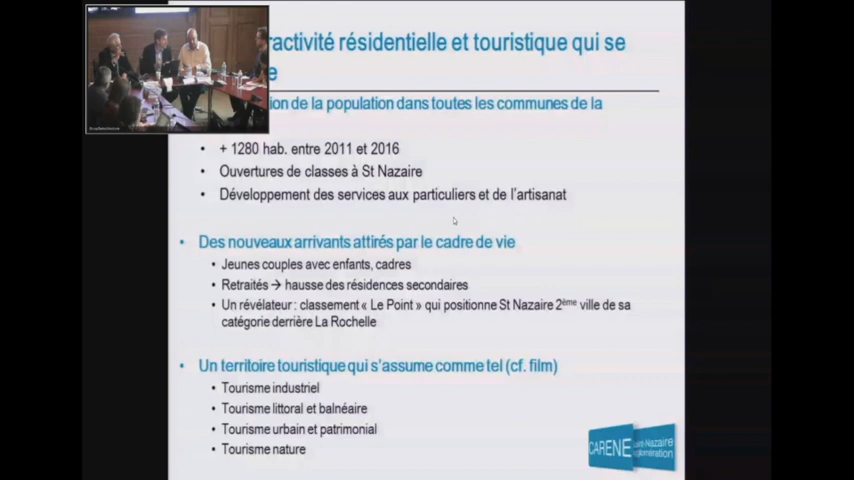 ractivité résidentielle et touristique qui se
e
ion de la population dans toutes les communes de la
• + 1280 hab. entre 2011 et 2016
• Ouvertures de classes à St Nazaire
• Développement des services aux particuliers et de l'artisanat
• Des nouveaux arrivants attirés par le cadre de vie
• Jeunes couples avec enfants, cadres
• Retraités → hausse des résidences secondaires
• Un révélateur : classement « Le Point » qui positionne St Nazaire 2ème ville de sa
catégorie derrière La Rochelle
• Un territoire touristique qui s'assume comme tel (cf. film)
• Tourisme industriel
• Tourisme littoral et balnéaire
• Tourisme urbain et patrimonial
• Tourisme nature
CARENE Saint-Nazaire
agglomération